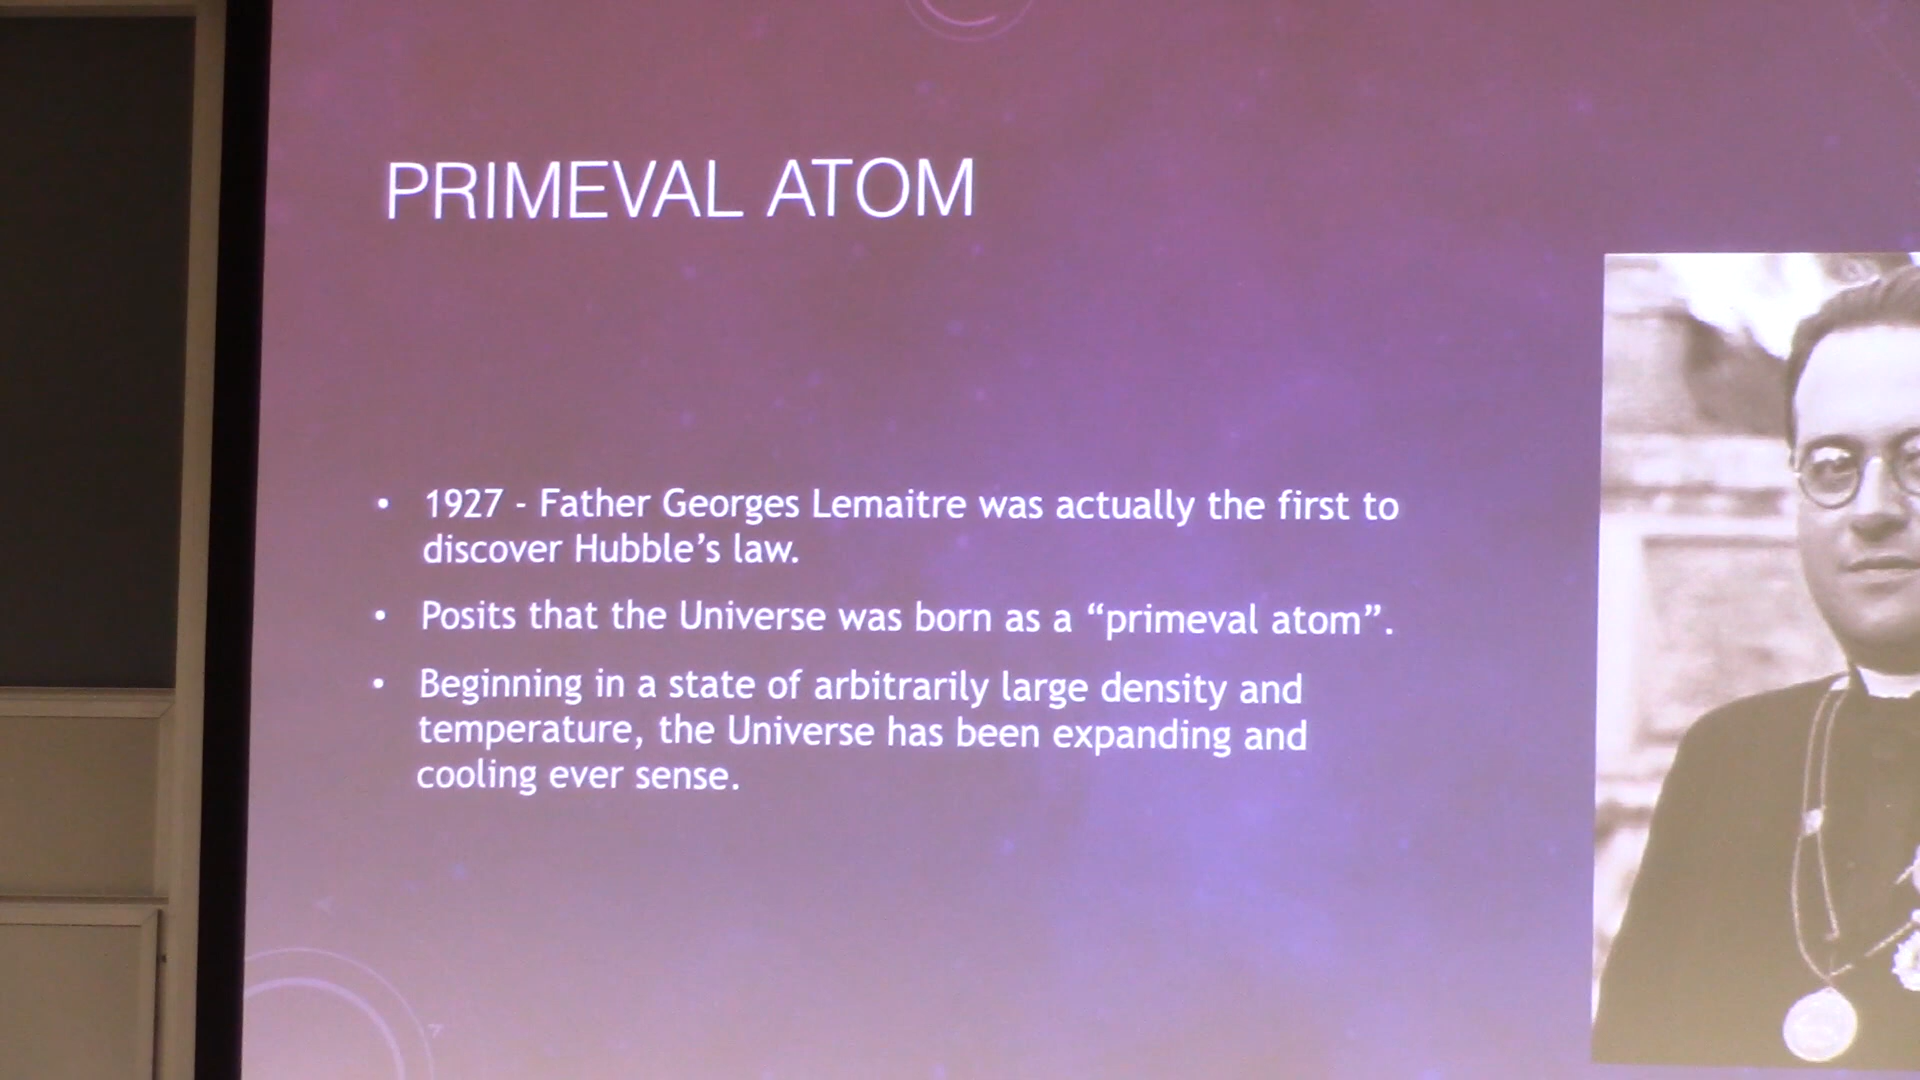 PRIMEVAL ATOM
• 1927 - Father Georges Lemaitre was actually the first to
discover Hubble’s law.
• Posits that the Universe was born as a “primeval atom”.
• Beginning in a state of arbitrarily large density and
temperature, the Universe has been expanding and
cooling ever sense.